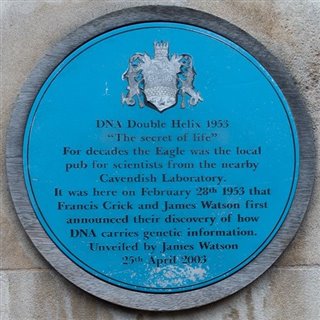 DNA Double Helix 1953
"The secret of life"
For decades the Eagle was the local
pub for scientists from the nearby
Cavendish Laboratory.
It was here on February 28th 1953 that
Francis Crick and James Watson first
announced their discovery of how
DNA carries genetic information.
Unveiled by James Watson
25th April 2003